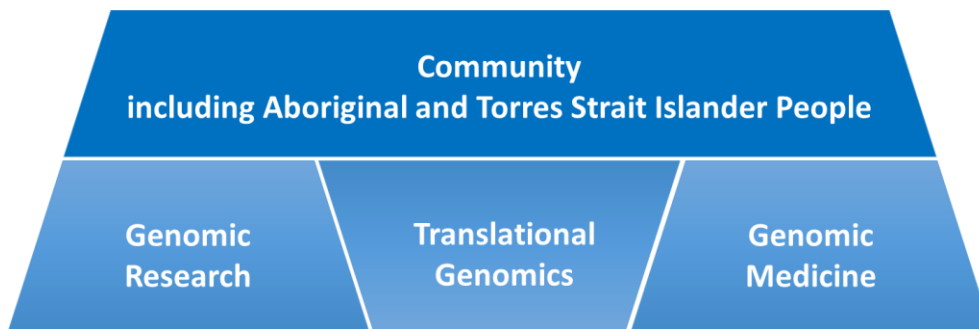 Community
including Aboriginal and Torres Strait Islander People
Genomic
Research
Translational
Genomics
Genomic
Medicine